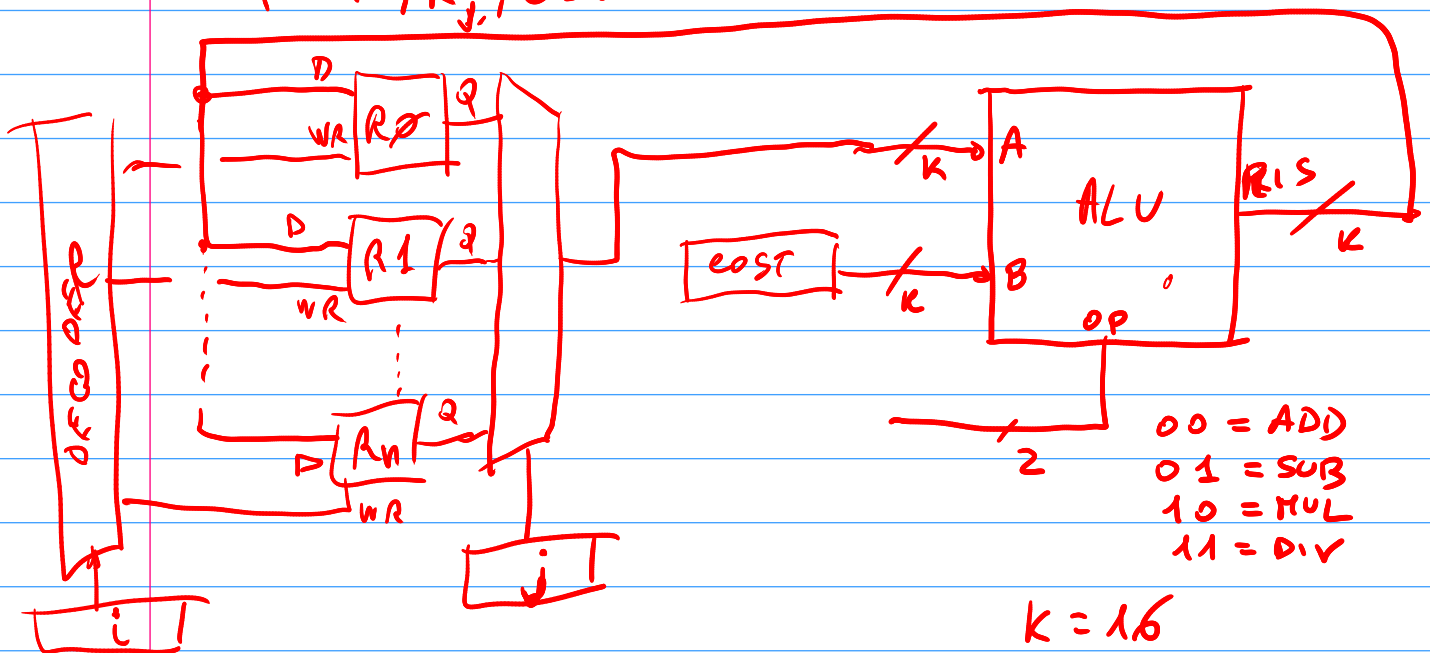 D
WR
RØ
Q
D
WR
R1
Q
D
WR
Rn
Q
DECODER
i
j
COST
K
K
A
B
ALU
OP
RIS
K
2
00 = ADD
01 = SUB
10 = MUL
11 = DIV
K = 16